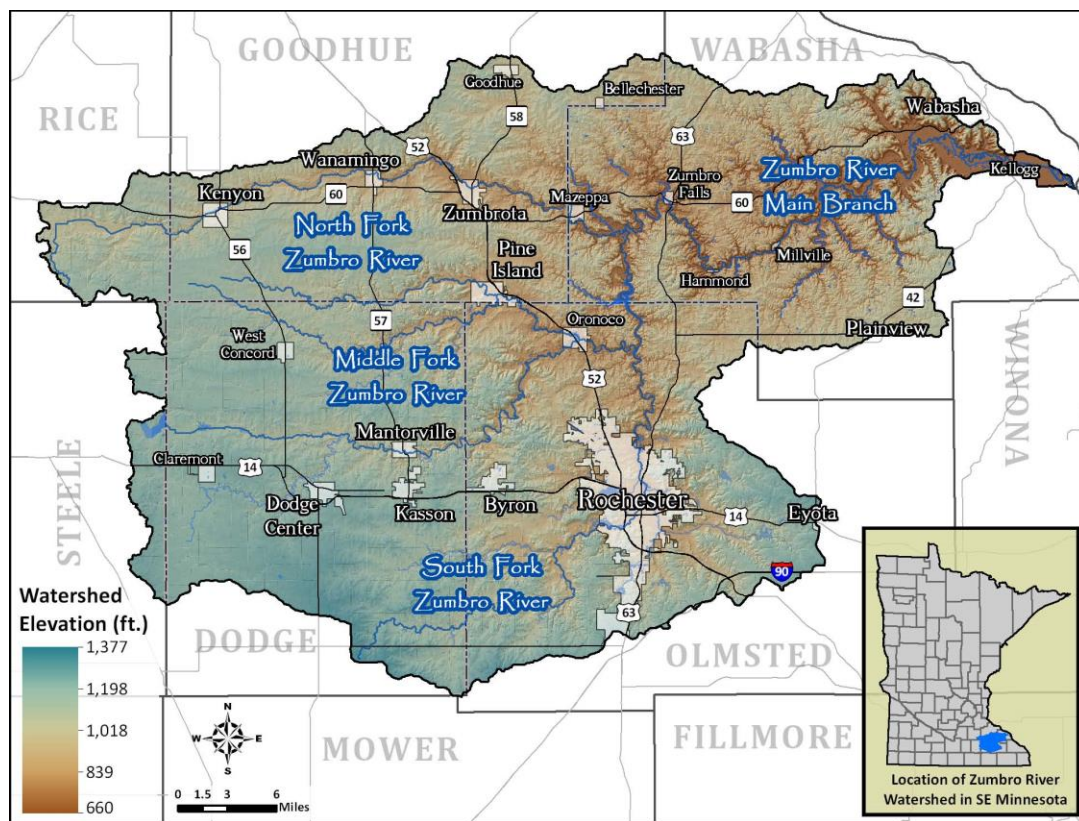 GOODHUE
WABASHA
RICE
Goodhue
Bellechester
58
63
52
Wabasha
Wanamingo
Kenyon
60
Zumbrota
Mazeppa
Zumbro
Falls
60
Zumbro River
Main Branch
Kellogg
56
North Fork
Zumbro River
Pine
Island
Hammond
Millville
42
57
Oronoco
Plainview
West
Concord
Middle Fork
Zumbro River
52
WINONA
Mantorville
Claremont
14
Dodge
Center
Kasson
Byron
Rochester
14
Eyota
STEELE
South Fork
Zumbro River
90
63
Watershed
Elevation (ft.)
1,377
1,198
1,018
839
660
DODGE
OLMSTED
MOWER
FILLMORE
N
W
E
S
0 1.5 3 6
Miles
Location of Zumbro River
Watershed in SE Minnesota